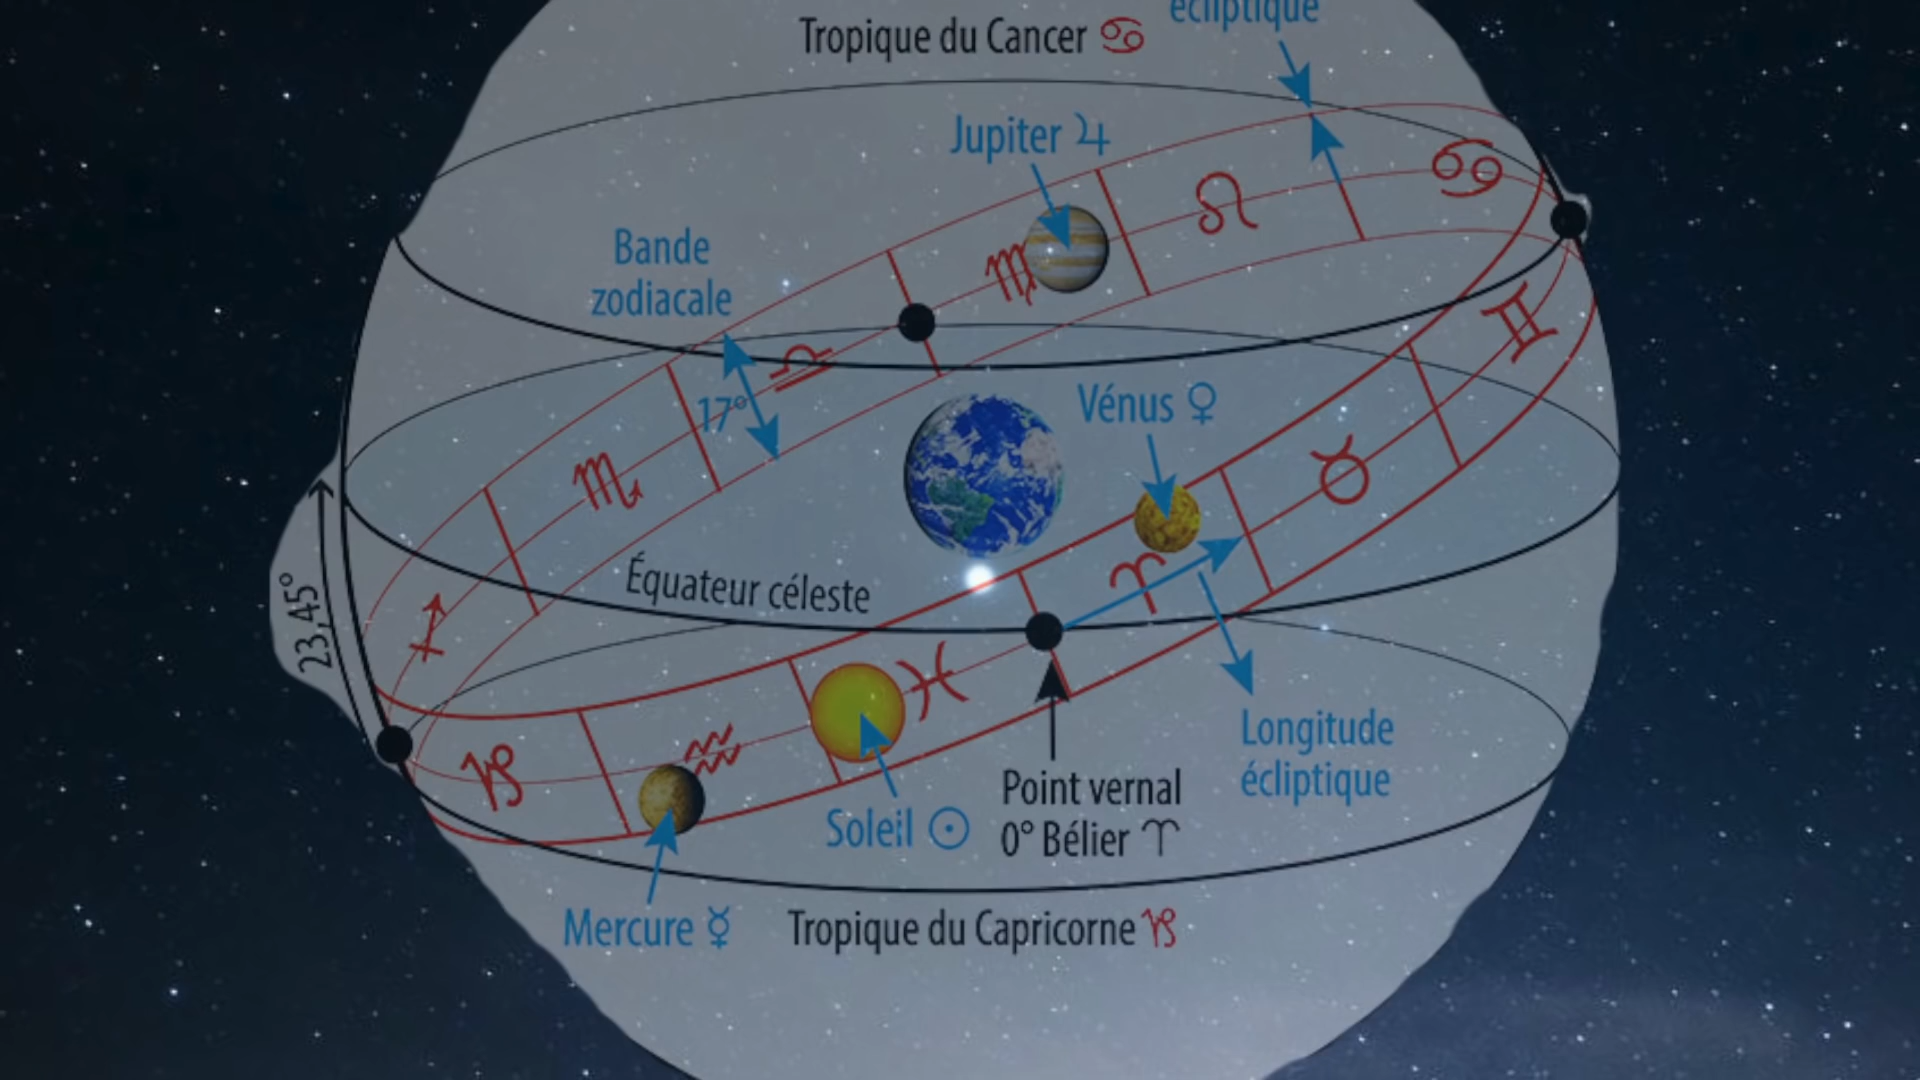 écliptique
Tropique du Cancer ♋
Jupiter ♃
♋
♌
Bande
zodiacale
♍
♊
♎
17°
Vénus ♀
♉
♏
Équateur céleste
♈
23,45°
♐
♓
Longitude
écliptique
♒
♑
Point vernal
0° Bélier ♈
Soleil ☉
Mercure ☿
Tropique du Capricorne ♑